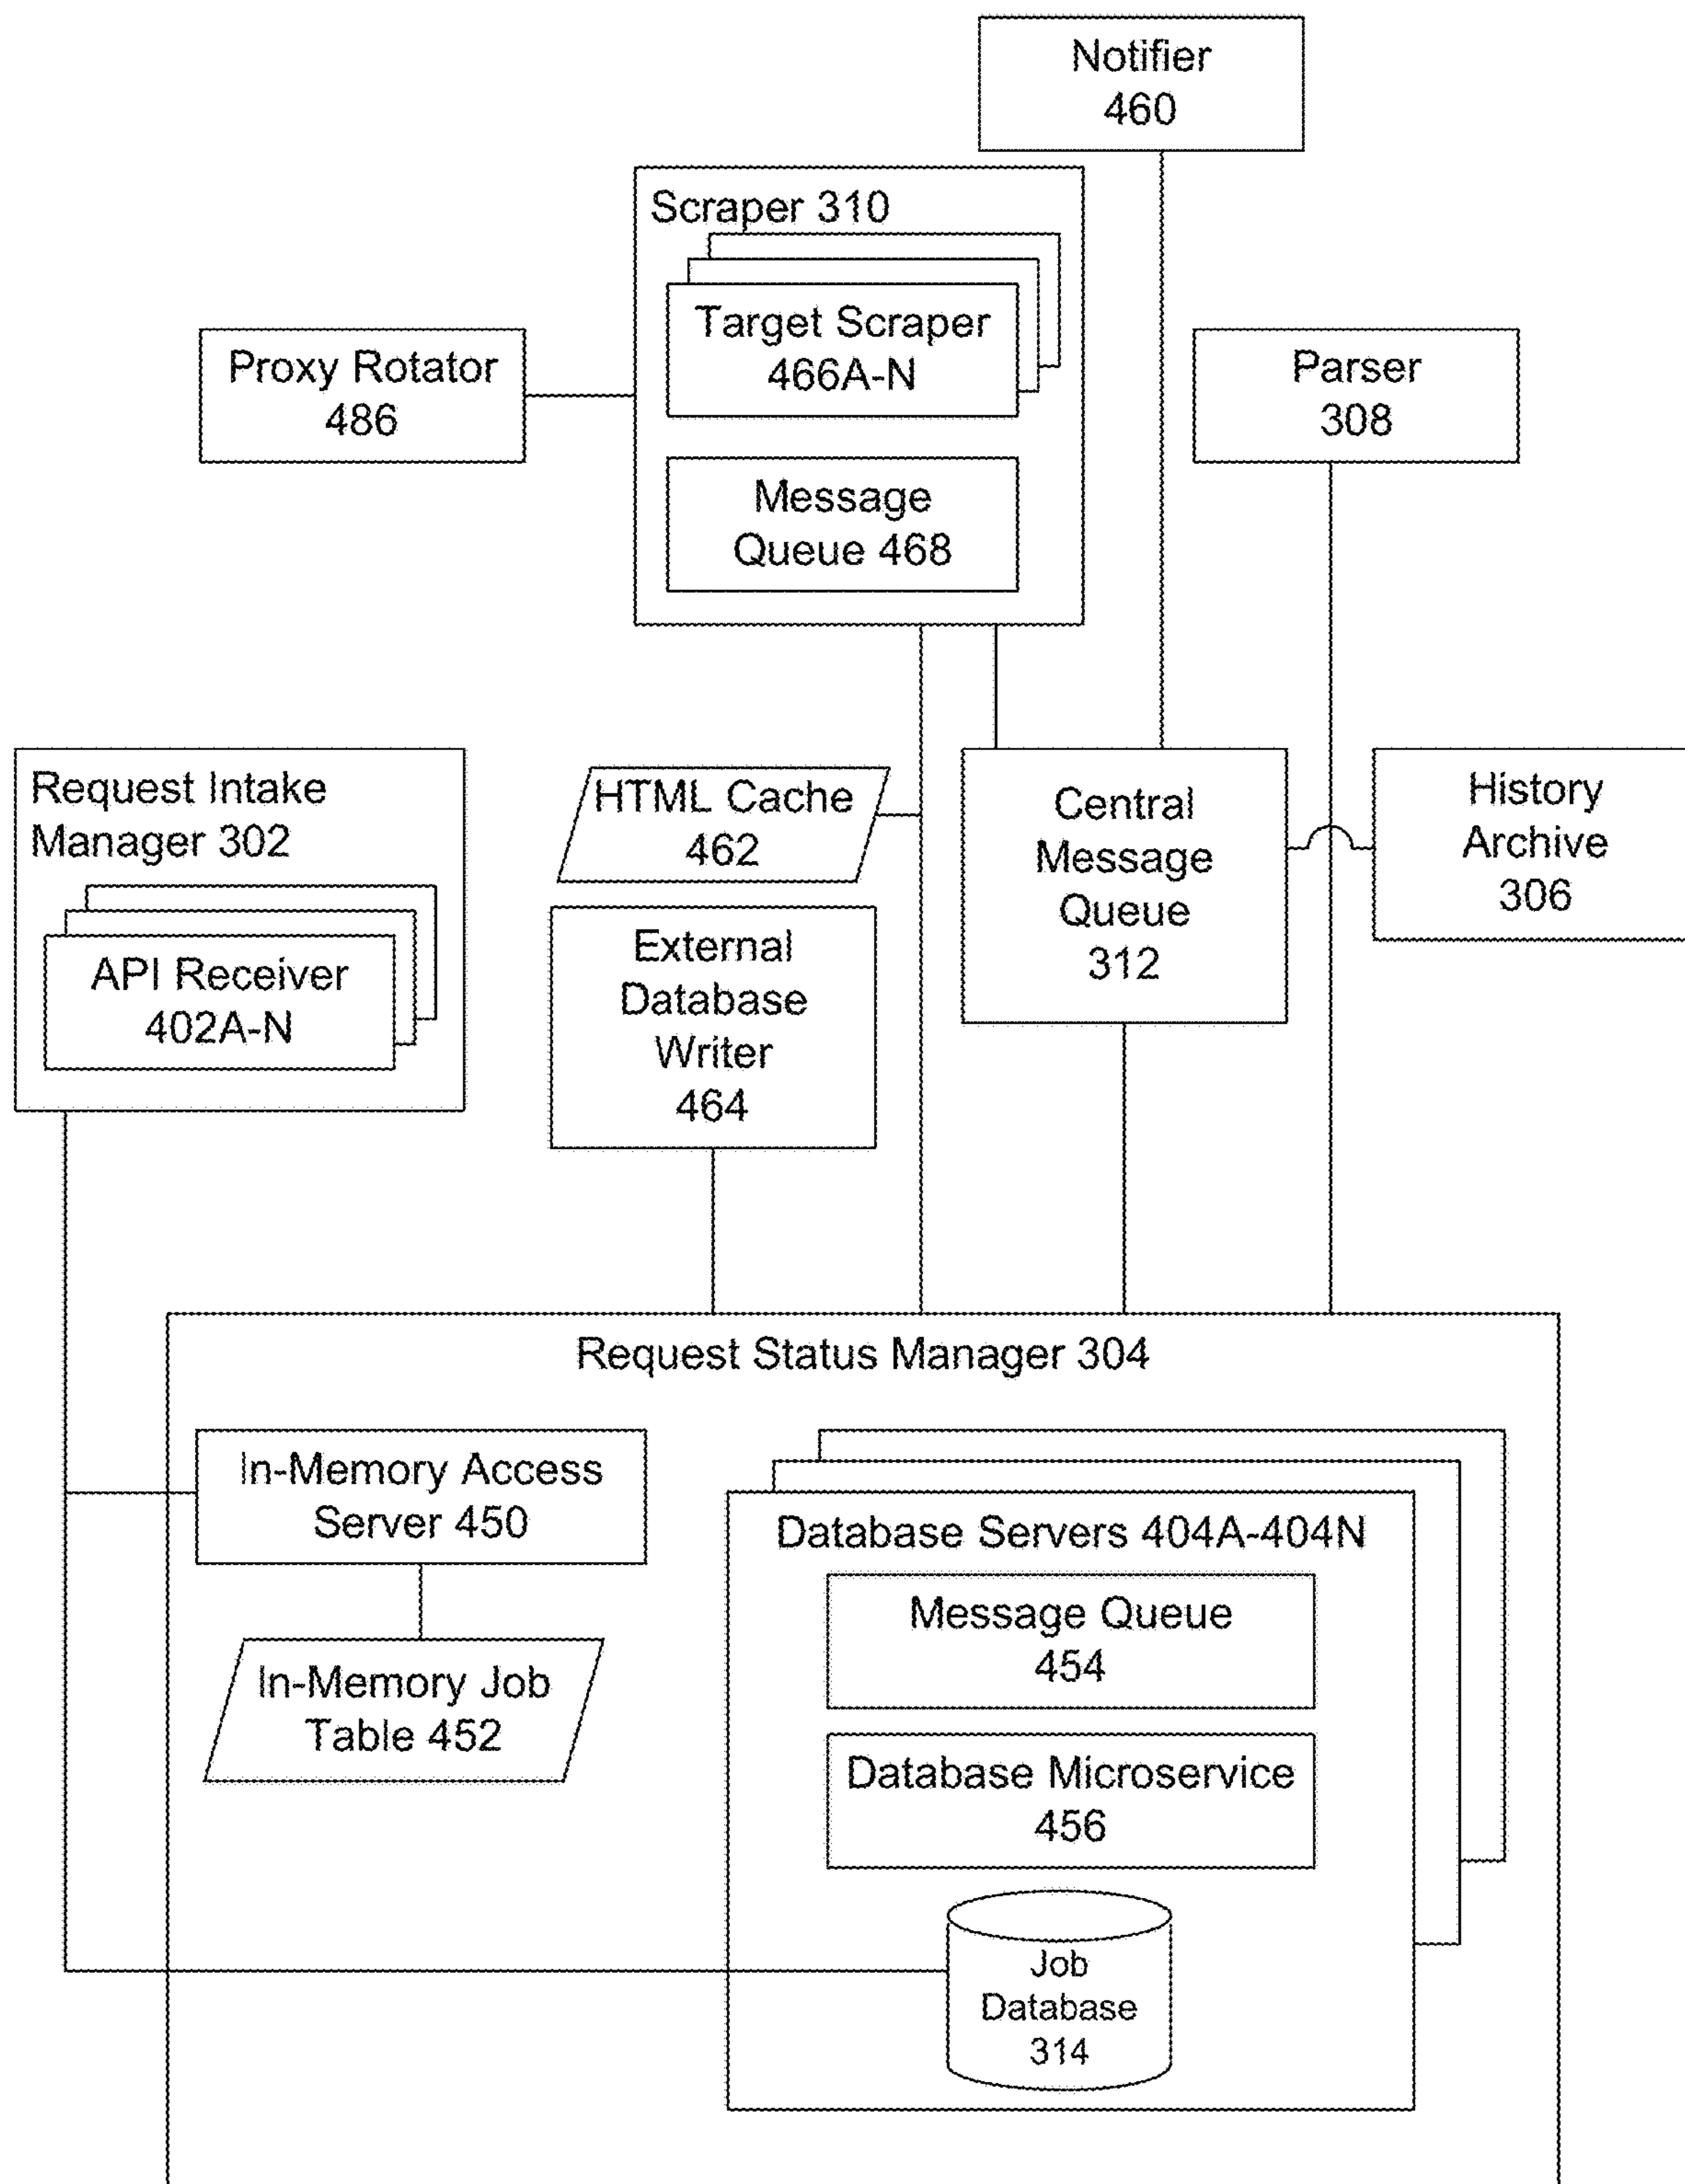 Notifier
460
Scraper 310
Target Scraper
466A-N
Message
Queue 468
Proxy Rotator
486
Parser
308
Request Intake
Manager 302
API Receiver
402A-N
HTML Cache
462
External
Database
Writer
464
Central
Message
Queue
312
History
Archive
306
Request Status Manager 304
In-Memory Access
Server 450
In-Memory Job
Table 452
Database Servers 404A-404N
Message Queue
454
Database Microservice
456
Job
Database
314